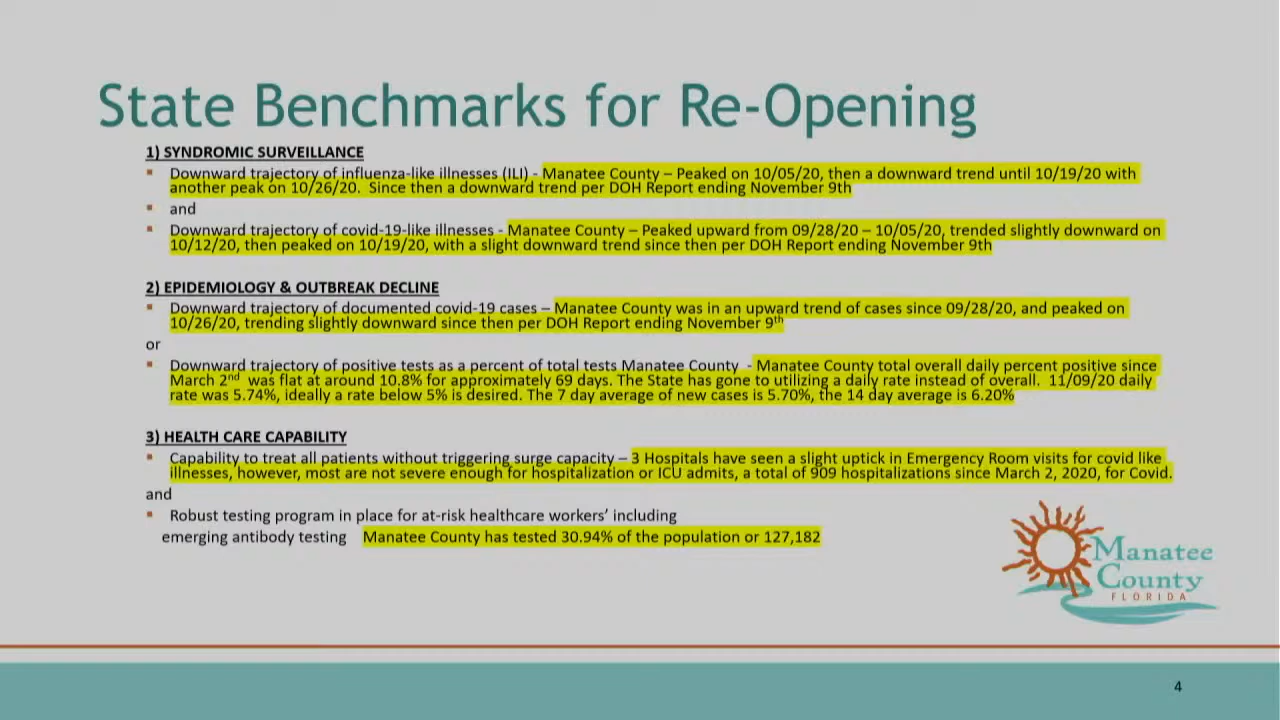 State Benchmarks for Re-Opening
1) SYNDROMIC SURVEILLANCE
▪ Downward trajectory of influenza-like illnesses (ILI) - Manatee County – Peaked on 10/05/20, then a downward trend until 10/19/20 with
another peak on 10/26/20. Since then a downward trend per DOH Report ending November 9th
▪ and
▪ Downward trajectory of covid-19-like illnesses - Manatee County – Peaked upward from 09/28/20 – 10/05/20, trended slightly downward on
10/12/20, then peaked on 10/19/20, with a slight downward trend since then per DOH Report ending November 9th
2) EPIDEMIOLOGY & OUTBREAK DECLINE
▪ Downward trajectory of documented covid-19 cases – Manatee County was in an upward trend of cases since 09/28/20, and peaked on
10/26/20, trending slightly downward since then per DOH Report ending November 9th
or
▪ Downward trajectory of positive tests as a percent of total tests Manatee County - Manatee County total overall daily percent positive since
March 2nd was flat at around 10.8% for approximately 69 days. The State has gone to utilizing a daily rate instead of overall. 11/09/20 daily
rate was 5.74%, ideally a rate below 5% is desired. The 7 day average of new cases is 5.70%, the 14 day average is 6.20%
3) HEALTH CARE CAPABILITY
▪ Capability to treat all patients without triggering surge capacity – 3 Hospitals have seen a slight uptick in Emergency Room visits for covid like
illnesses, however, most are not severe enough for hospitalization or ICU admits, a total of 909 hospitalizations since March 2, 2020, for Covid.
and
▪ Robust testing program in place for at-risk healthcare workers' including
emerging antibody testing Manatee County has tested 30.94% of the population or 127,182
Manatee
County
FLORIDA
4